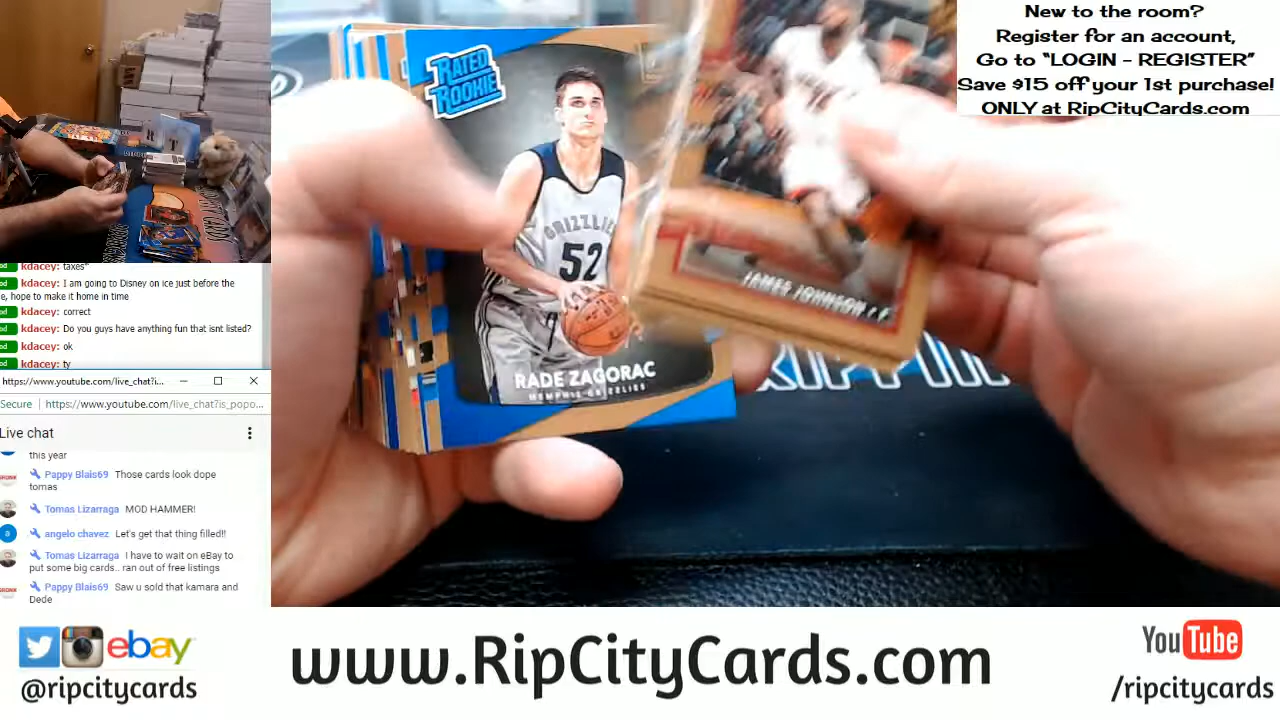 New to the room?
Register for an account,
Go to “LOGIN - REGISTER”
Save $15 off your 1st purchase!
ONLY at RipCityCards.com
RATED
ROOKIE
GRIZZLIES
52
RADE ZAGORAC
MEMPHIS GRIZZLIES
JAMES JOHNSON
kdacey: taxes*
kdacey: I am going to Disney on ice just before the
e, hope to make it home in time
kdacey: correct
kdacey: Do you guys have anything fun that isnt listed?
kdacey: ok
kdacey: ty
https://www.youtube.com/live_chat?i...
Secure | https://www.youtube.com/live_chat?is_popo...
Live chat
this year
Pappy Blais69 Those cards look dope
tomas
Tomas Lizarraga MOD HAMMER!
angelo chavez Let's get that thing filled!!
Tomas Lizarraga I have to wait on eBay to
put some big cards.. ran out of free listings
Pappy Blais69 Saw u sold that kamara and
Dede
ebay
@ripcitycards
www.RipCityCards.com
YouTube
/ripcitycards